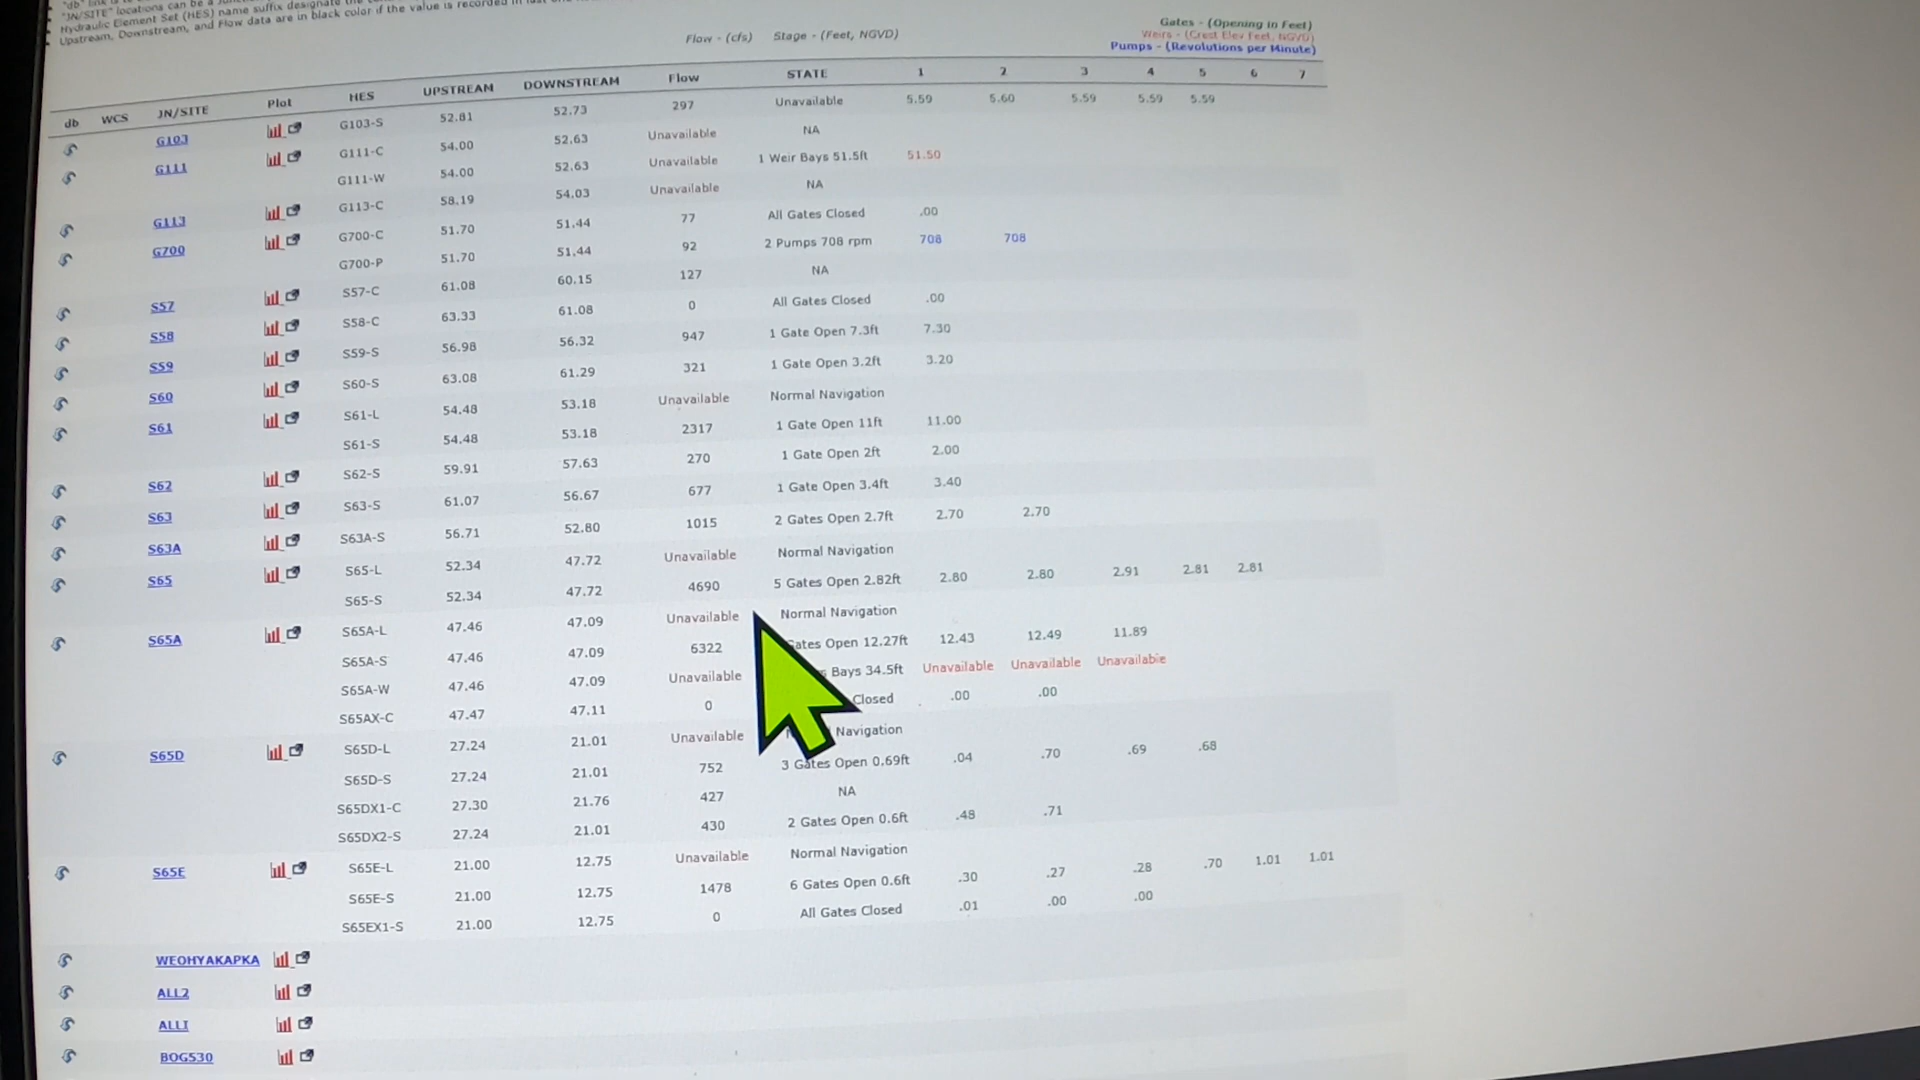 "JN/SITE" locations can be a
Hydraulic Element Set (HES) name suffix designate the
Upstream, Downstream, and Flow data are in black color if the value is recorded in last
Flow - (cfs) Stage - (Feet, NGVD)
Gates - (Opening in Feet)
Weirs - (Crest Elev Feet, NGVD)
Pumps - (Revolutions per Minute)
db WCS JN/SITE Plot HES UPSTREAM DOWNSTREAM Flow STATE 1 2 3 4 5 6 7
G103 G103-S 52.81 52.73 297 Unavailable 5.59 5.60 5.59 5.59 5.59
G111 G111-C 54.00 52.63 Unavailable NA
G111-W 54.00 52.63 Unavailable 1 Weir Bays 51.5ft 51.50
G113 G113-C 58.19 54.03 Unavailable NA
G700 G700-C 51.70 51.44 77 All Gates Closed .00
G700-P 51.70 51.44 92 2 Pumps 708 rpm 708 708
S57 S57-C 61.08 60.15 127 NA
S58 S58-C 63.33 61.08 0 All Gates Closed .00
S59 S59-S 56.98 56.32 947 1 Gate Open 7.3ft 7.30
S60 S60-S 63.08 61.29 321 1 Gate Open 3.2ft 3.20
S61 S61-L 54.48 53.18 Unavailable Normal Navigation
S61-S 54.48 53.18 2317 1 Gate Open 11ft 11.00
S62 S62-S 59.91 57.63 270 1 Gate Open 2ft 2.00
S63 S63-S 61.07 56.67 677 1 Gate Open 3.4ft 3.40
S63A S63A-S 56.71 52.80 1015 2 Gates Open 2.7ft 2.70 2.70
S65 S65-L 52.34 47.72 Unavailable Normal Navigation
S65-S 52.34 47.72 4690 5 Gates Open 2.82ft 2.80 2.80 2.91 2.81 2.81
S65A S65A-L 47.46 47.09 Unavailable Normal Navigation
S65A-S 47.46 47.09 6322 Gates Open 12.27ft 12.43 12.49 11.89
S65A-W 47.46 47.09 Unavailable Bays 34.5ft Unavailable Unavailable Unavailable
S65AX-C 47.47 47.11 0 Closed .00 .00
S65D S65D-L 27.24 21.01 Unavailable Navigation
S65D-S 27.24 21.01 752 3 Gates Open 0.69ft .04 .70 .69 .68
S65DX1-C 27.30 21.76 427 NA
S65DX2-S 27.24 21.01 430 2 Gates Open 0.6ft .48 .71
S65E S65E-L 21.00 12.75 Unavailable Normal Navigation
S65E-S 21.00 12.75 1478 6 Gates Open 0.6ft .30 .27 .28 .70 1.01 1.01
S65EX1-S 21.00 12.75 0 All Gates Closed .01 .00 .00
WEOHYAKAPKA
ALL2
ALLI
BOG530